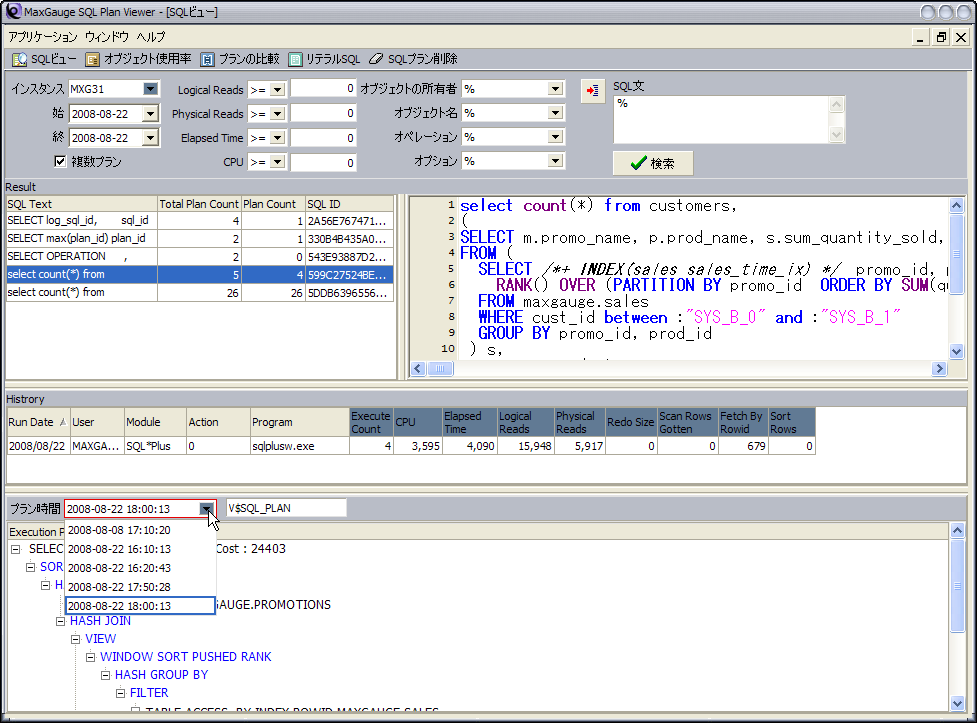 MaxGauge SQL Plan Viewer - [SQLビュー]
アプリケーション ウィンドウ ヘルプ
SQLビュー オブジェクト使用率 プランの比較 リテラルSQL SQLプラン削除
インスタンス MXG31 Logical Reads >= 0 オブジェクトの所有者 % SQL文
始 2008-08-22 Physical Reads >= 0 オブジェクト名 % %
終 2008-08-22 Elapsed Time >= 0 オペレーション %
複数プラン CPU >= 0 オプション % 検索
Result
SQL Text Total Plan Count Plan Count SQL ID
SELECT log_sql_id, sql_id 4 1 2A56E767471...
SELECT max(plan_id) plan_id 2 1 330B4B435A0...
SELECT OPERATION , 2 0 543E93887D2...
select count(*) from 5 4 599C27524BE...
select count(*) from 26 26 5DDB6396556...
1 select count(*) from customers,
2 (
3 SELECT m.promo_name, p.prod_name, s.sum_quantity_sold,
4 FROM (
5 SELECT /*+ INDEX(sales sales_time_ix) */ promo_id,
6 RANK() OVER (PARTITION BY promo_id ORDER BY SUM(
7 FROM maxgauge.sales
8 WHERE cust_id between :"SYS_B_0" and :"SYS_B_1"
9 GROUP BY promo_id, prod_id
10 ) s,
Histrory
Run Date User Module Action Program Execute Count CPU Elapsed Time Logical Reads Physical Reads Redo Size Scan Rows Gotten Fetch By Rowid Sort Rows
2008/08/22 MAXGA... SQL*Plus 0 sqlplusw.exe 4 3,595 4,090 15,948 5,917 0 0 679 0
プラン時間 2008-08-22 18:00:13 V$SQL_PLAN
Execution P
2008-08-08 17:10:20
2008-08-22 16:10:13
2008-08-22 16:20:43
2008-08-22 17:50:28
2008-08-22 18:00:13
SELEC Cost : 24403
SOR
H
AUGE.PROMOTIONS
HASH JOIN
VIEW
WINDOW SORT PUSHED RANK
HASH GROUP BY
FILTER
TABLE ACCESS BY INDEX ROWID MAXGAUGE.SALES